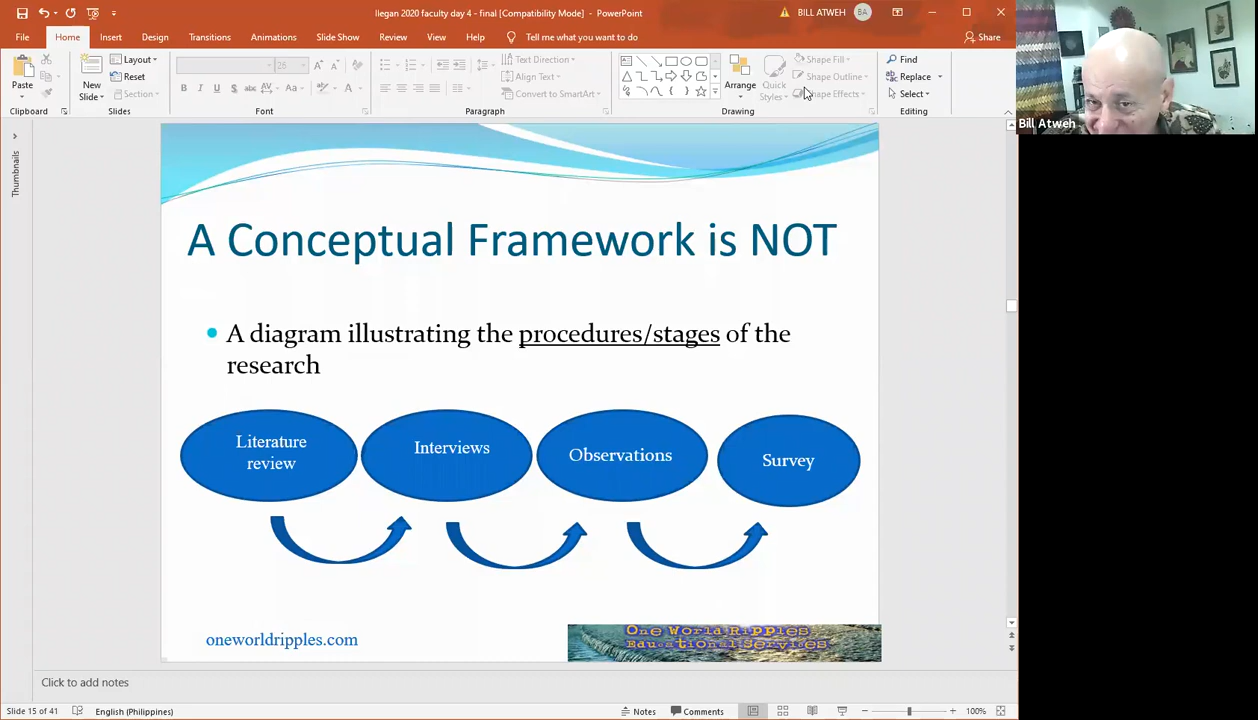 Ilegan 2020 faculty day 4 - final [Compatibility Mode] - PowerPoint
BILL ATWEH
BA
File
Home
Insert
Design
Transitions
Animations
Slide Show
Review
View
Help
Tell me what you want to do
Share
Paste
Clipboard
New
Slide
Layout
Reset
Section
Slides
28
Font
Text Direction
Align Text
Convert to SmartArt
Paragraph
Arrange
Quick
Styles
Shape Fill
Shape Outline
Shape Effects
Drawing
Find
Replace
Select
Editing
Bill Atweh
Thumbnails
A Conceptual Framework is NOT
A diagram illustrating the procedures/stages of the
research
Literature
review
Interviews
Observations
Survey
oneworldripples.com
One World Ripples
Educational Services
Click to add notes
Slide 15 of 41
English (Philippines)
Notes
Comments
100%